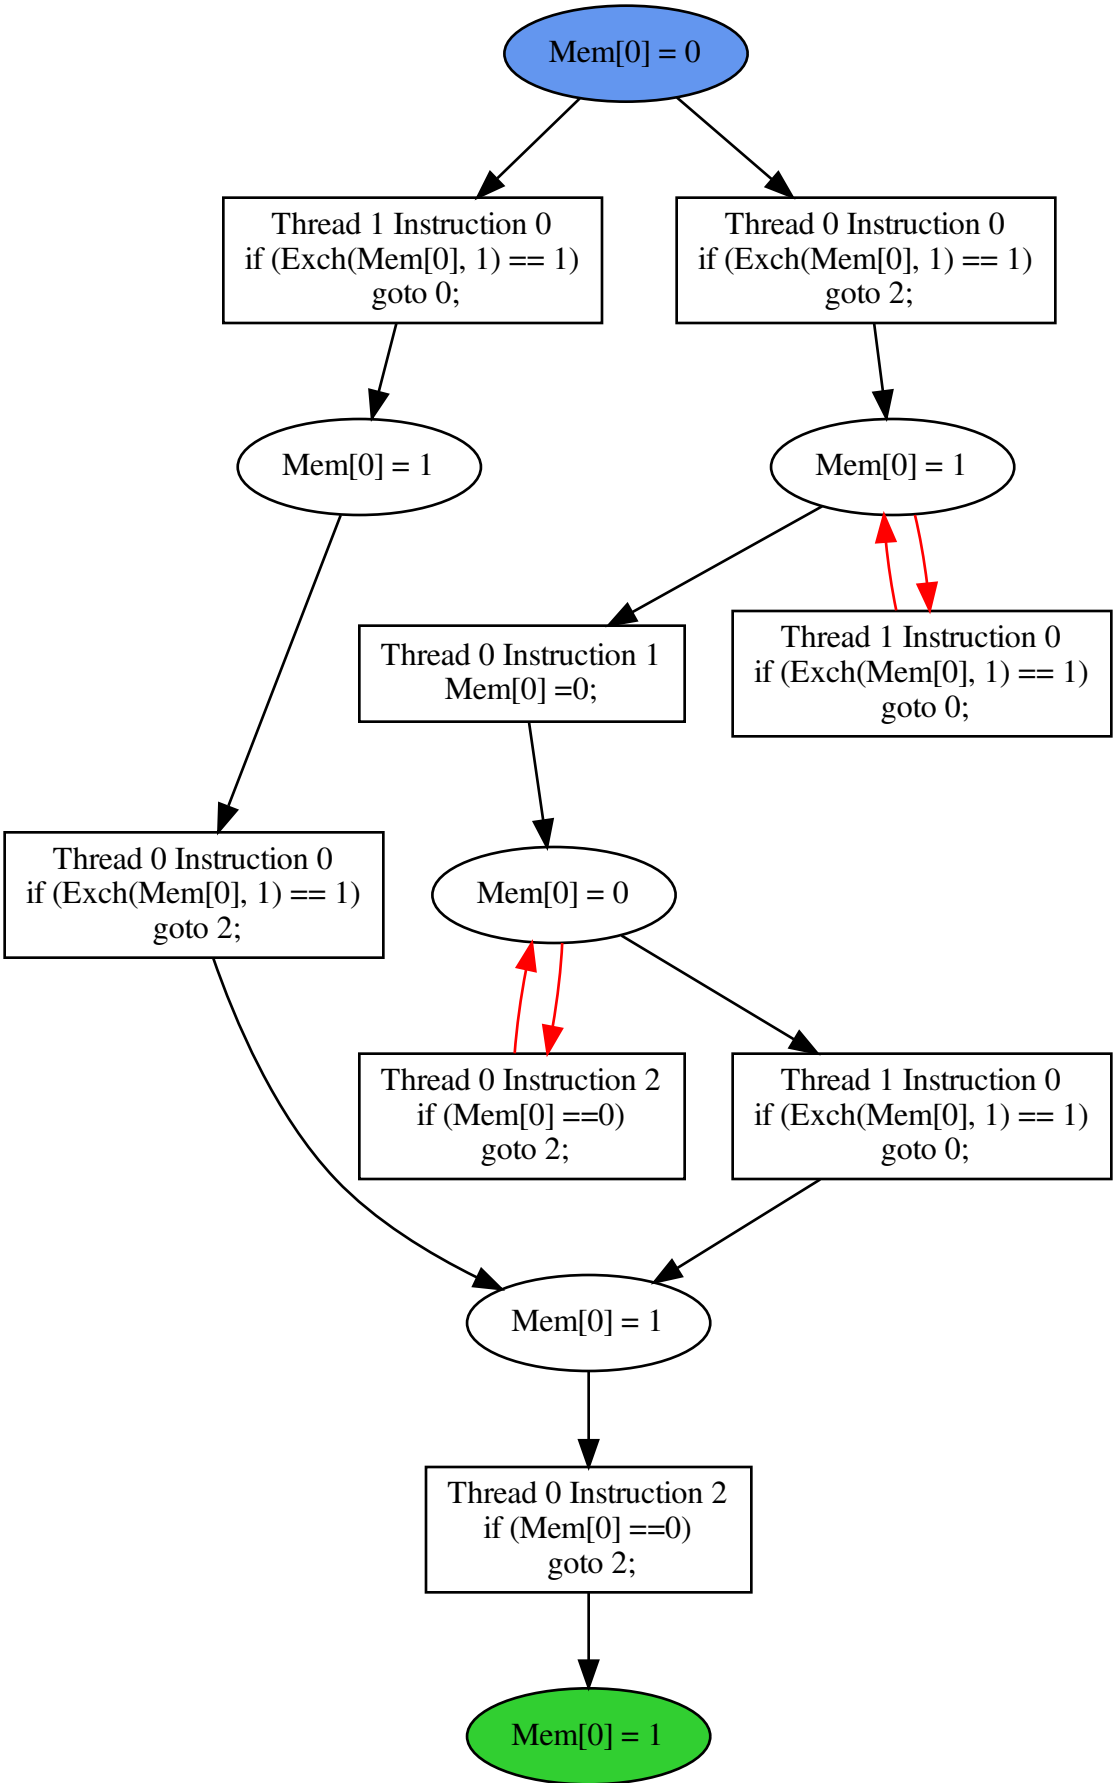 Mem[0] = 0
Thread 1 Instruction 0
if (Exch(Mem[0], 1) == 1)
goto 0;
Thread 0 Instruction 0
if (Exch(Mem[0], 1) == 1)
goto 2;
Mem[0] = 1
Mem[0] = 1
Thread 0 Instruction 1
Mem[0] =0;
Thread 1 Instruction 0
if (Exch(Mem[0], 1) == 1)
goto 0;
Thread 0 Instruction 0
if (Exch(Mem[0], 1) == 1)
goto 2;
Mem[0] = 0
Thread 0 Instruction 2
if (Mem[0] ==0)
goto 2;
Thread 1 Instruction 0
if (Exch(Mem[0], 1) == 1)
goto 0;
Mem[0] = 1
Thread 0 Instruction 2
if (Mem[0] ==0)
goto 2;
Mem[0] = 1